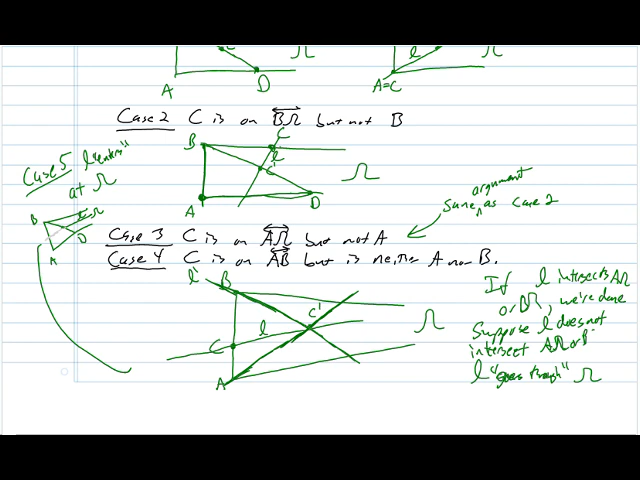 Ω
Ω
A
D
A=C
Case 2 C is on BΩ but not B
Case 5 l "enters"
at Ω
B
C
l
C'
Ω
A
D
argument
Same ^ as case 2
B
Ω
D
A
Case 3 C is on AΩ but not A
Case 4 C is on AB but is neither A nor B.
l'
B
C'
l
C
Ω
A
If l intersects AΩ
or BΩ, we're done
Suppose l does not
intersect AΩ or
l "goes through" Ω